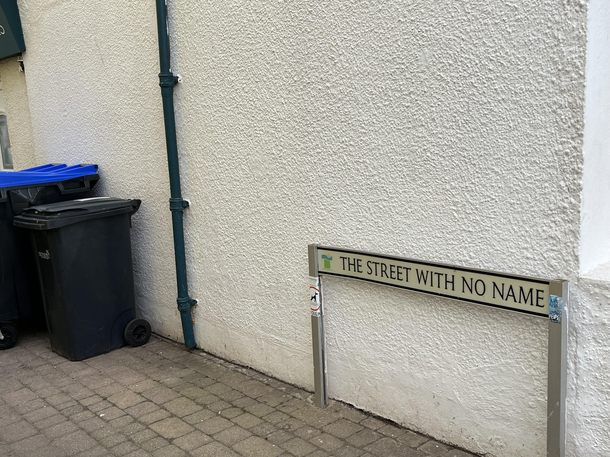 THE STREET WITH NO NAME